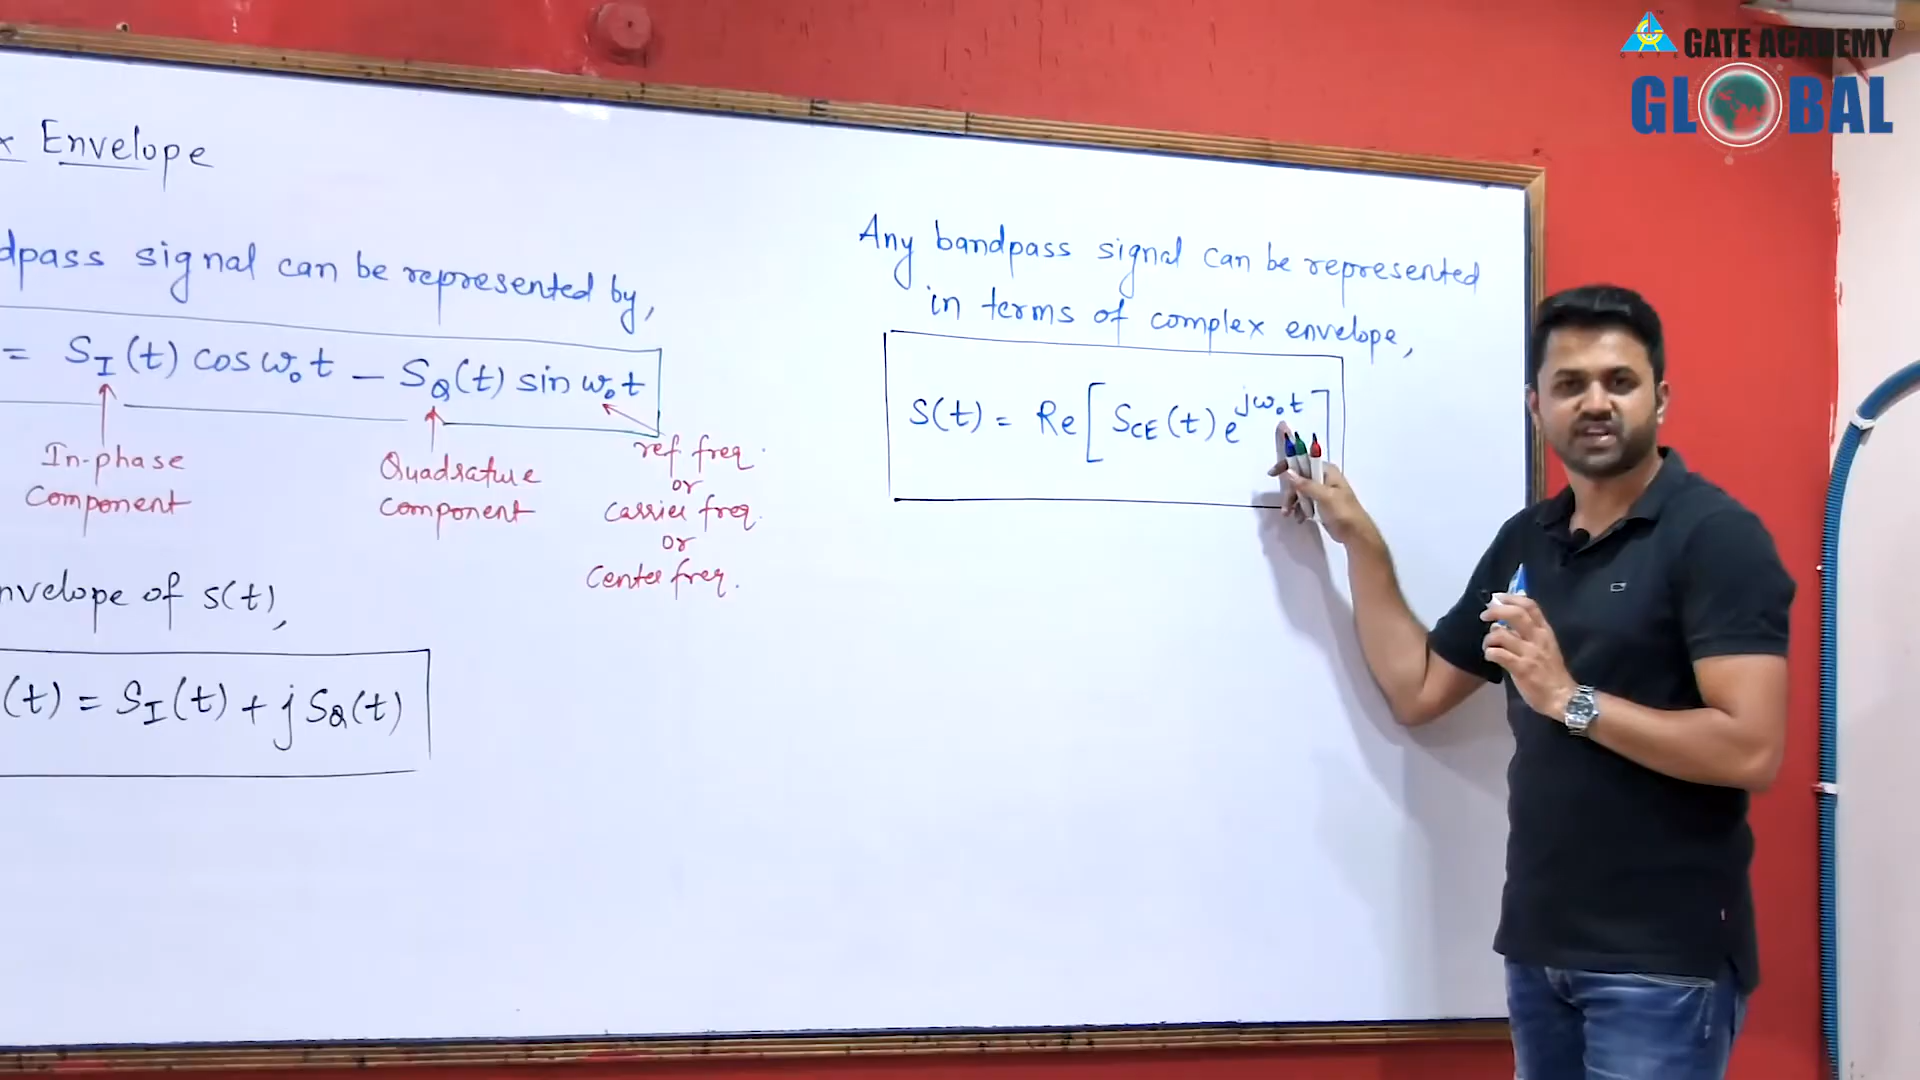 GATE ACADEMY
GLOBAL
x Envelope
dpass signal can be represented by,
= S_I(t) cos ω₀t - S_Q(t) sin ω₀t
In-phase
Component
Quadrature
component
ref freq.
or
carrier freq.
or
Center freq.
nvelope of s(t),
(t) = S_I(t) + j S_Q(t)
Any bandpass signal can be represented
in terms of complex envelope,
S(t) = Re[S_CE(t) e^jω₀t]